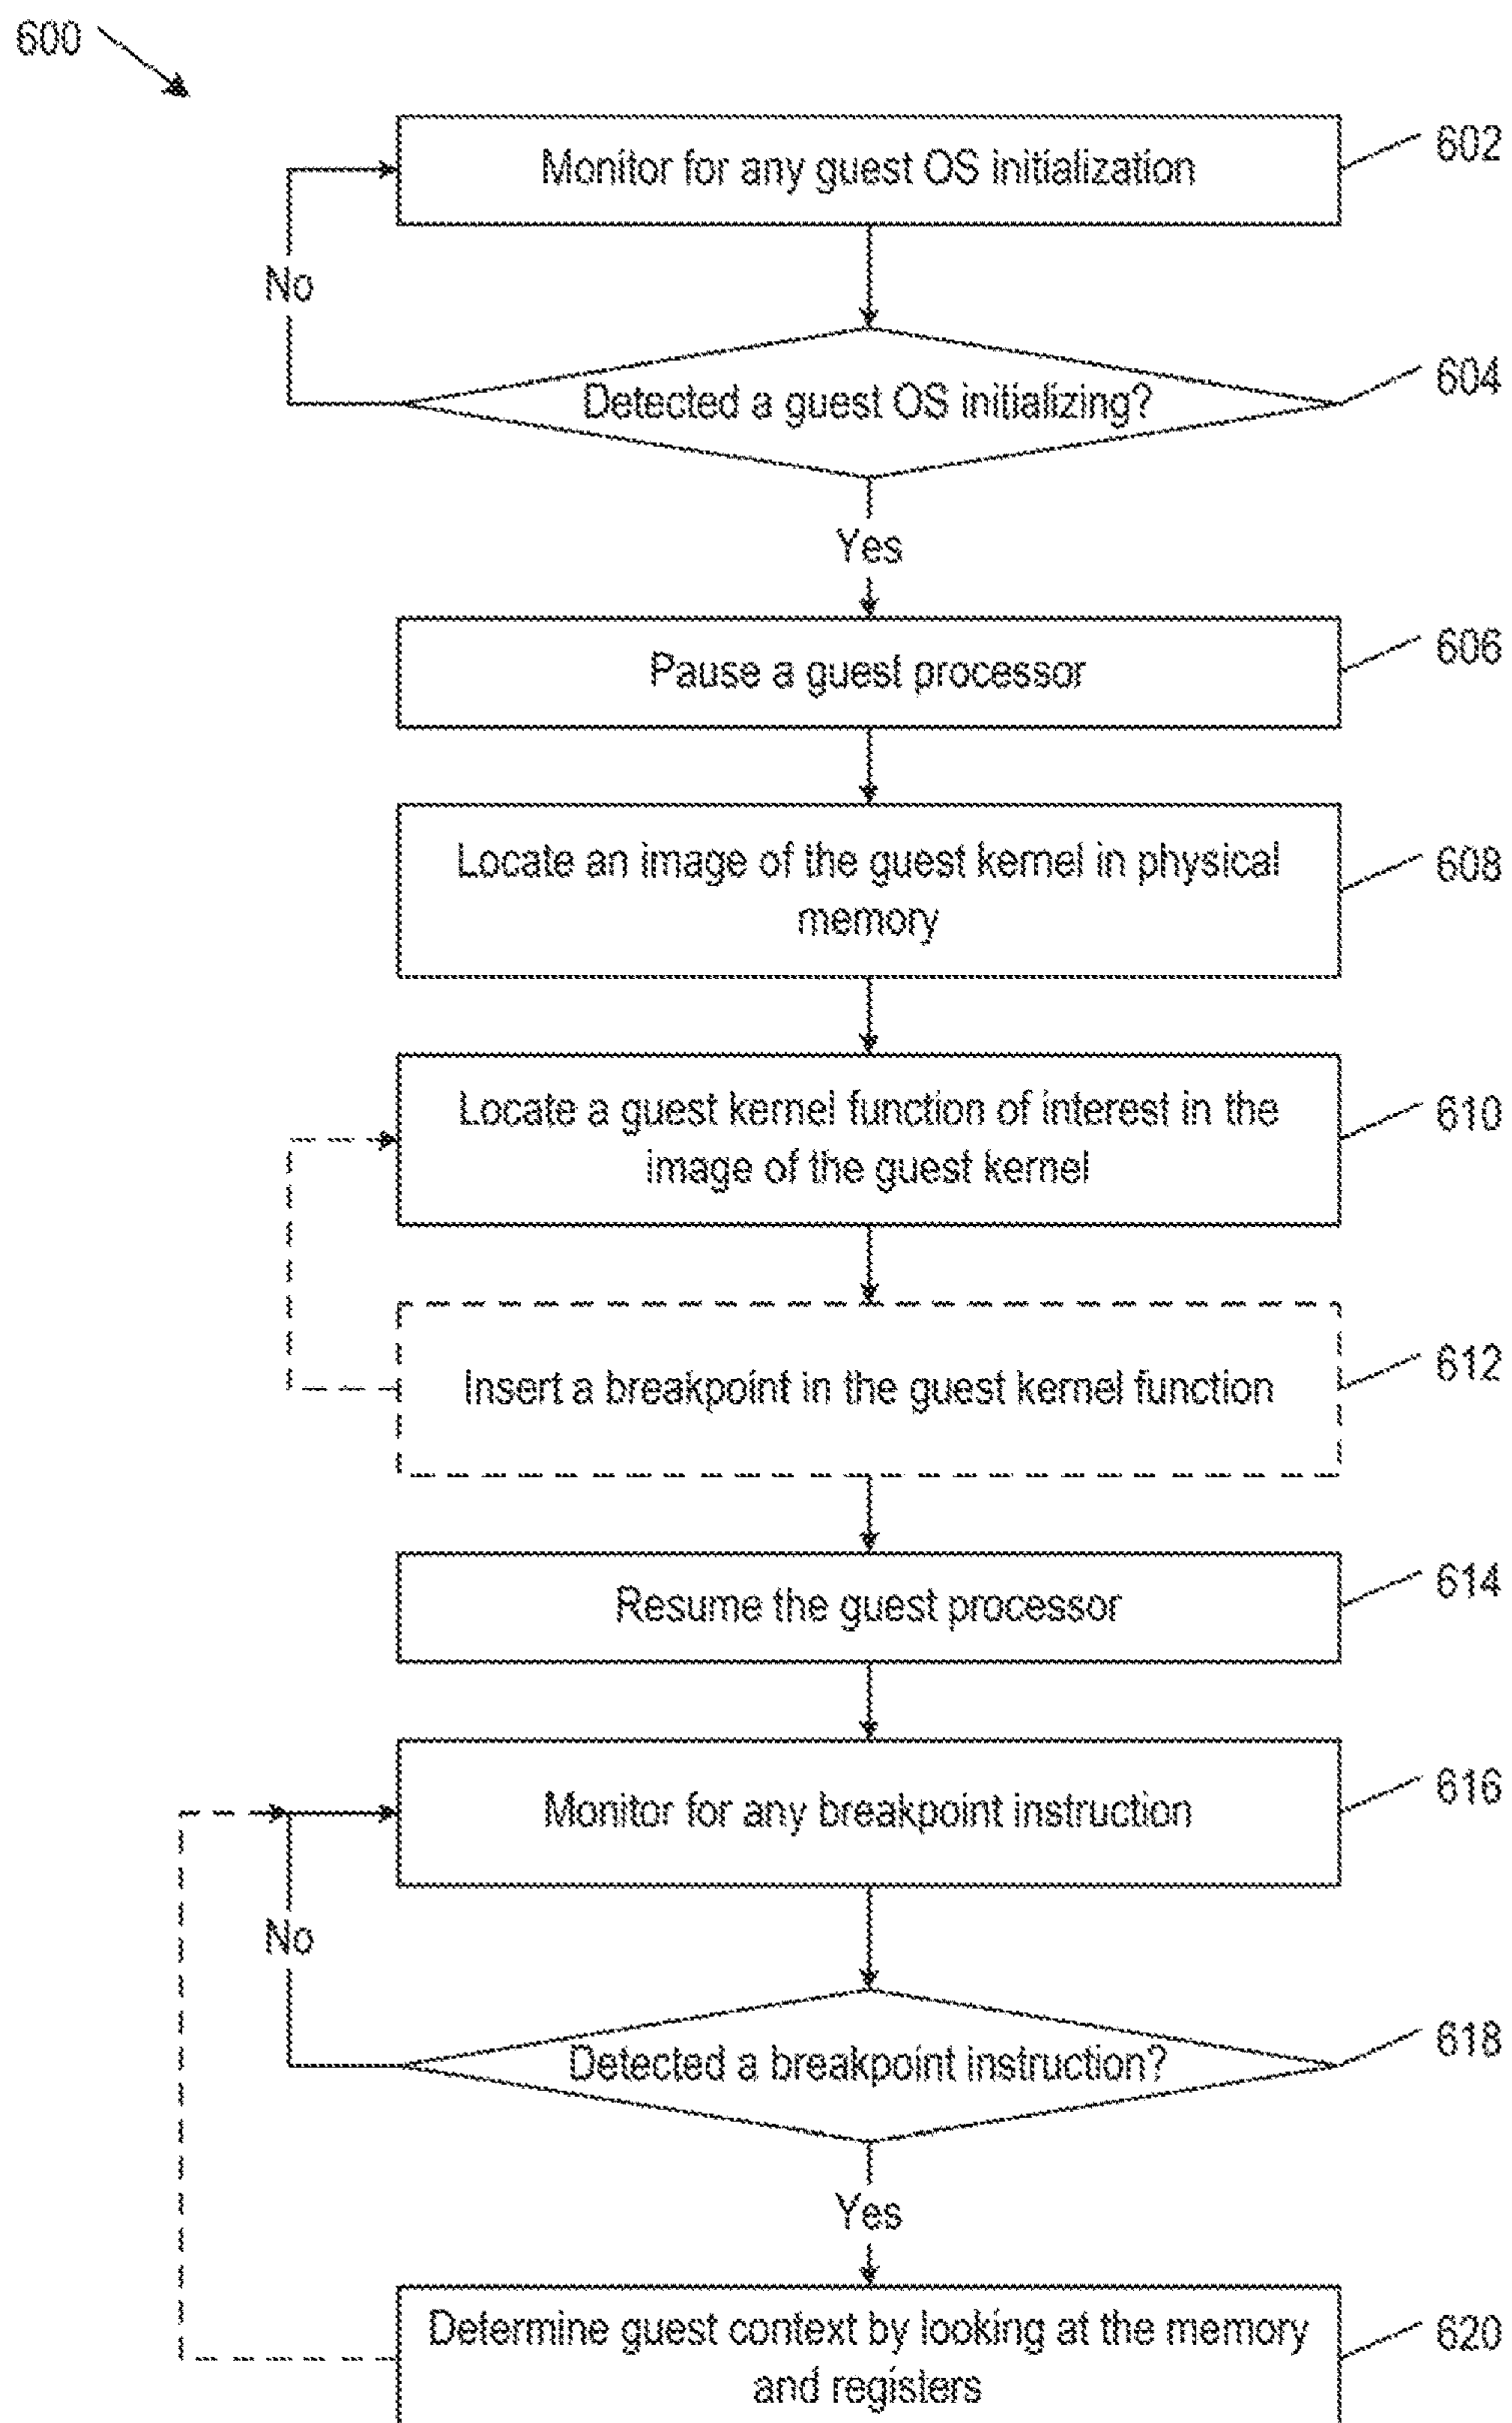 600
Monitor for any guest OS initialization
602
No
Detected a guest OS initializing?
604
Yes
Pause a guest processor
606
Locate an image of the guest kernel in physical
memory
608
Locate a guest kernel function of interest in the
image of the guest kernel
610
Insert a breakpoint in the guest kernel function
612
Resume the guest processor
614
Monitor for any breakpoint instruction
616
No
Detected a breakpoint instruction?
618
Yes
Determine guest context by looking at the memory
and registers
620